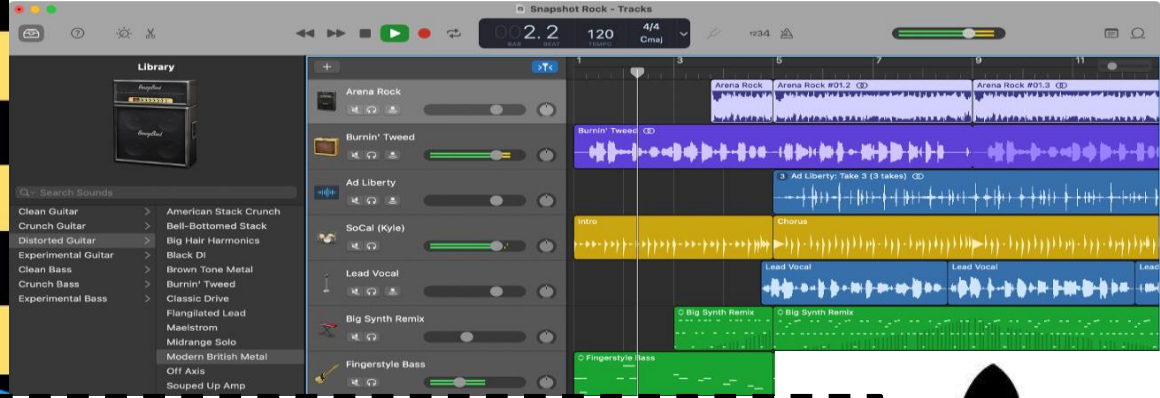 Snapshot Rock - Tracks
002. 2
BAR BEAT
120
TEMPO
4/4
Cmaj
1234
Library
Search Sounds
Clean Guitar
Crunch Guitar
Distorted Guitar
Experimental Guitar
Clean Bass
Crunch Bass
Experimental Bass
American Stack Crunch
Bell-Bottomed Stack
Big Hair Harmonics
Black DI
Brown Tone Metal
Burnin' Tweed
Classic Drive
Flangilated Lead
Maelstrom
Midrange Solo
Modern British Metal
Off Axis
Souped Up Amp
Arena Rock
Burnin' Tweed
Ad Liberty
SoCal (Kyle)
Lead Vocal
Big Synth Remix
Fingerstyle Bass
1 3 5 7 9 11
Arena Rock Arena Rock #01.2 Arena Rock #01.3
Burnin' Tweed
3 Ad Liberty: Take 3 (3 takes)
Intro Chorus
Lead Vocal Lead Vocal Lead
Big Synth Remix Big Synth Remix
Fingerstyle Bass